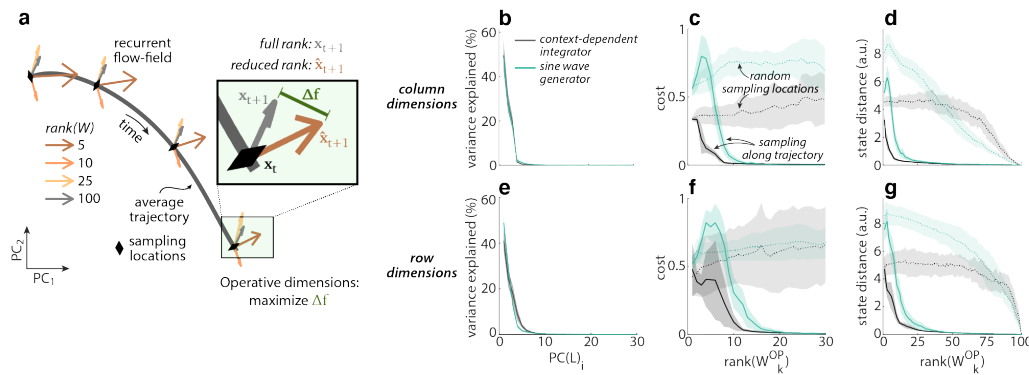 a
recurrent
flow-field
time
rank(W)
5
10
25
100
average
trajectory
sampling
locations
PC2
PC1
full rank: xt+1
reduced rank: x̂t+1
xt+1
Δf
x̂t+1
xt
Operative dimensions:
maximize Δf
column
dimensions
row
dimensions
b
variance explained (%)
60
40
20
0
0
10
20
30
context-dependent
integrator
sine wave
generator
c
cost
1
0.5
0
random
sampling locations
sampling
along trajectory
d
state distance (a.u.)
8
6
4
2
0
e
variance explained (%)
60
40
20
0
0
10
20
30
PC(L)i
f
cost
1
0.5
0
0
10
20
30
rank(WOPk)
g
state distance (a.u.)
8
6
4
2
0
0
25
50
75
100
rank(WOPk)